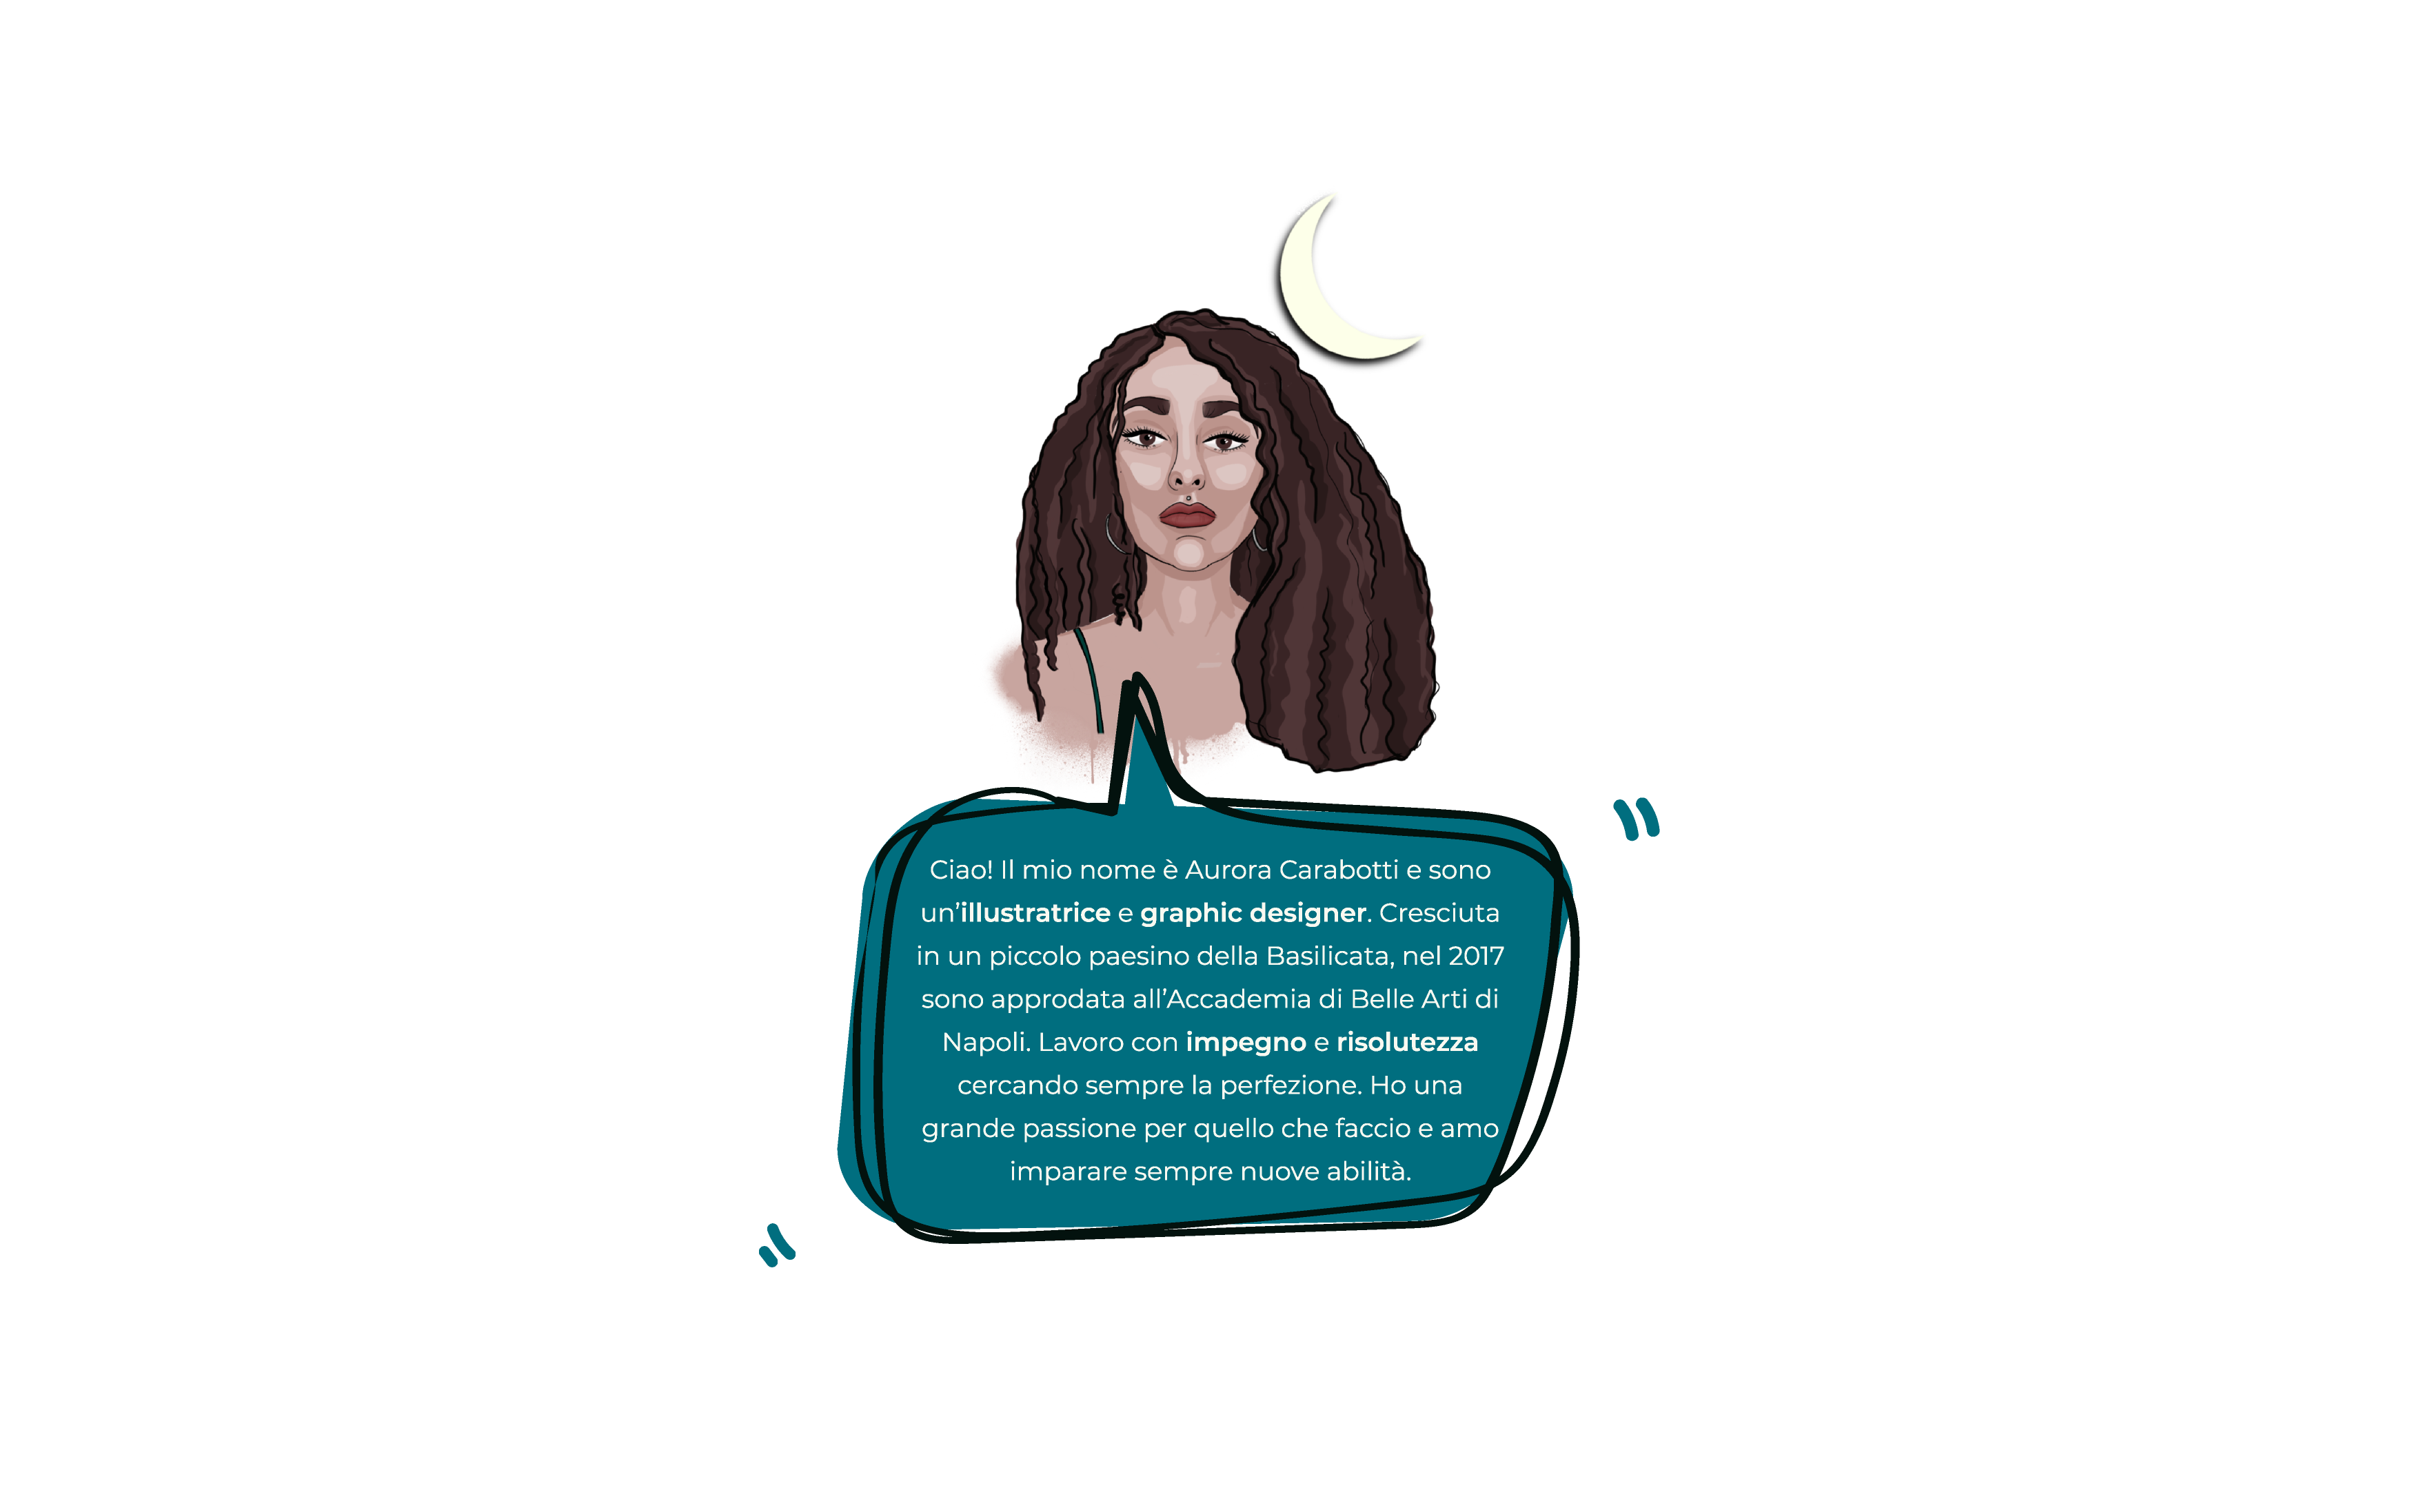 Ciao! Il mio nome è Aurora Carabotti e sono
un’illustratrice e graphic designer. Cresciuta
in un piccolo paesino della Basilicata, nel 2017
sono approdata all’Accademia di Belle Arti di
Napoli. Lavoro con impegno e risolutezza
cercando sempre la perfezione. Ho una
grande passione per quello che faccio e amo
imparare sempre nuove abilità.